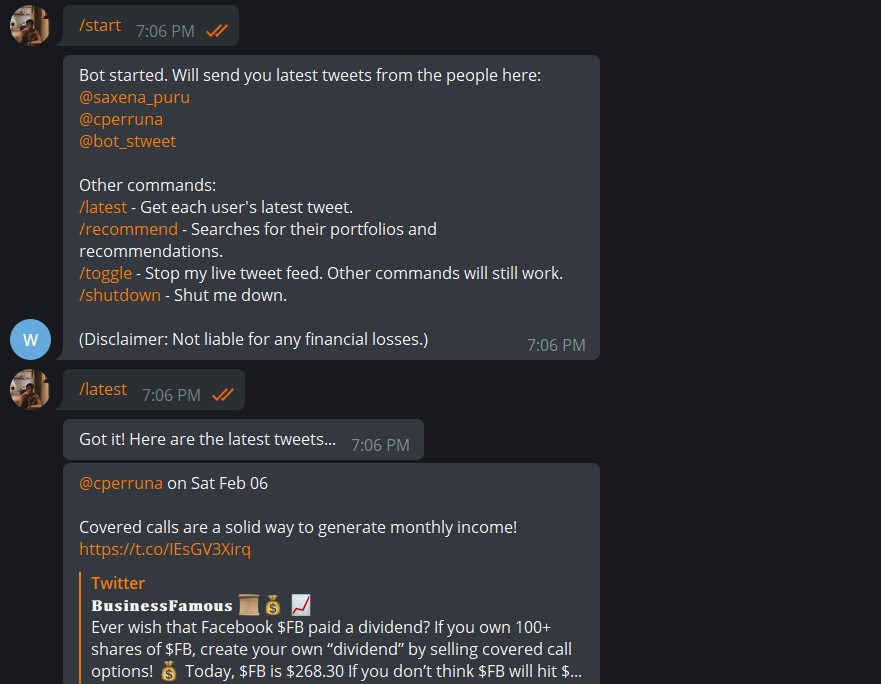 /start 7:06 PM
Bot started. Will send you latest tweets from the people here:
@saxena_puru
@cperruna
@bot_stweet
Other commands:
/latest - Get each user's latest tweet.
/recommend - Searches for their portfolios and
recommendations.
/toggle - Stop my live tweet feed. Other commands will still work.
/shutdown - Shut me down.
W
(Disclaimer: Not liable for any financial losses.) 7:06 PM
/latest 7:06 PM
Got it! Here are the latest tweets... 7:06 PM
@cperruna on Sat Feb 06
Covered calls are a solid way to generate monthly income!
https://t.co/IEsGV3Xirq
Twitter
BusinessFamous 📜💰📈
Ever wish that Facebook $FB paid a dividend? If you own 100+
shares of $FB, create your own “dividend” by selling covered call
options! 💰 Today, $FB is $268.30 If you don’t think $FB will hit $...